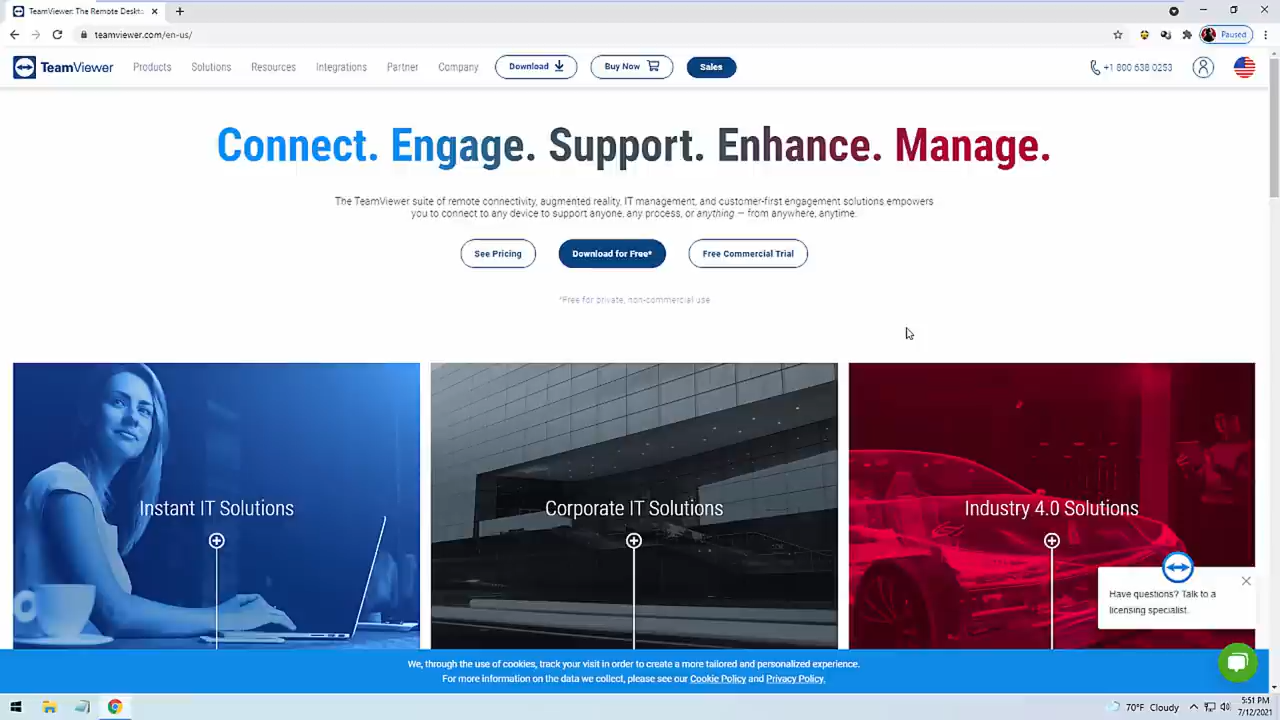 TeamViewer: The Remote Deskto
teamviewer.com/en-us/
Paused
TeamViewer
Products
Solutions
Resources
Integrations
Partner
Company
Download
Buy Now
Sales
+1 800 638 0253
Connect. Engage. Support. Enhance. Manage.
The TeamViewer suite of remote connectivity, augmented reality, IT management, and customer-first engagement solutions empowers
you to connect to any device to support anyone, any process, or anything — from anywhere, anytime.
See Pricing
Download for Free*
Free Commercial Trial
*Free for private, non-commercial use
Instant IT Solutions
Corporate IT Solutions
Industry 4.0 Solutions
Have questions? Talk to a
licensing specialist.
We, through the use of cookies, track your visit in order to create a more tailored and personalized experience.
For more information on the data we collect, please see our Cookie Policy and Privacy Policy.
70°F Cloudy
5:51 PM
7/12/2021